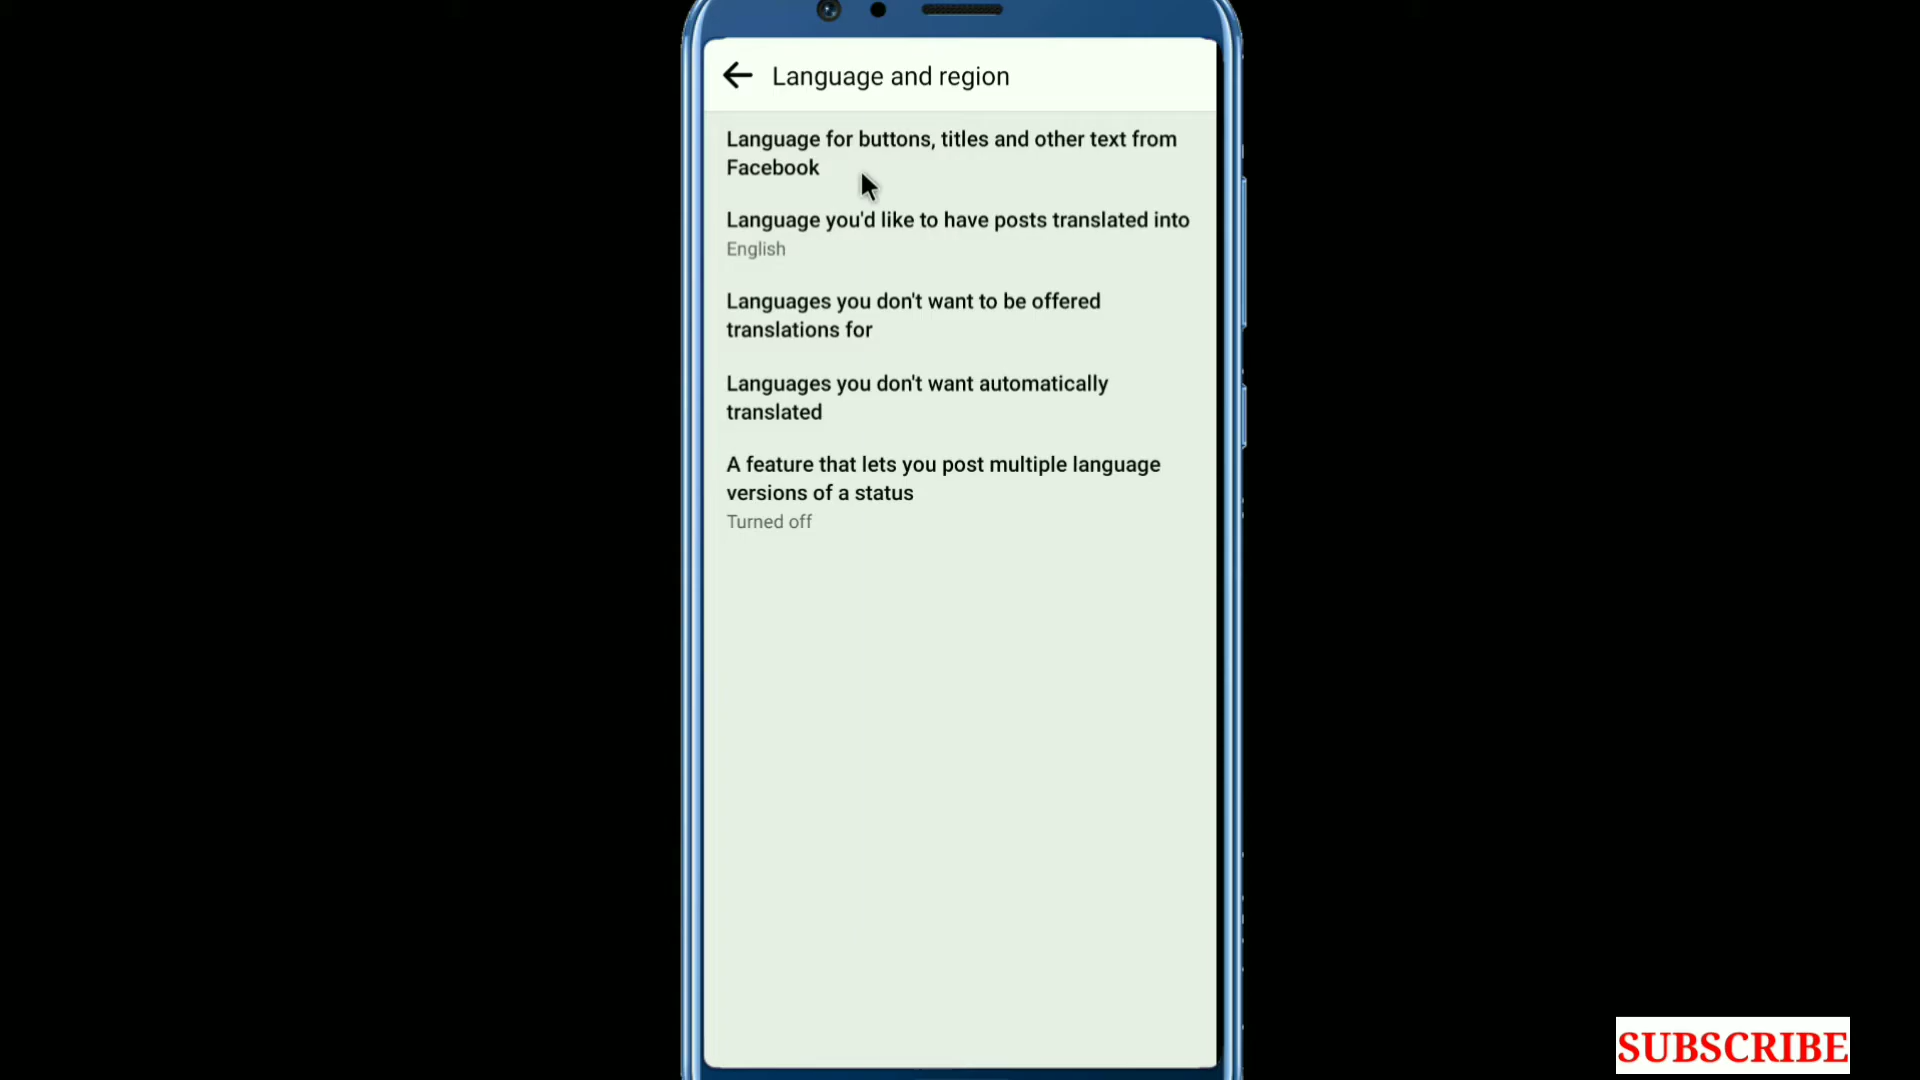 Language and region
Language for buttons, titles and other text from
Facebook
Language you'd like to have posts translated into
English
Languages you don't want to be offered
translations for
Languages you don't want automatically
translated
A feature that lets you post multiple language
versions of a status
Turned off
SUBSCRIBE